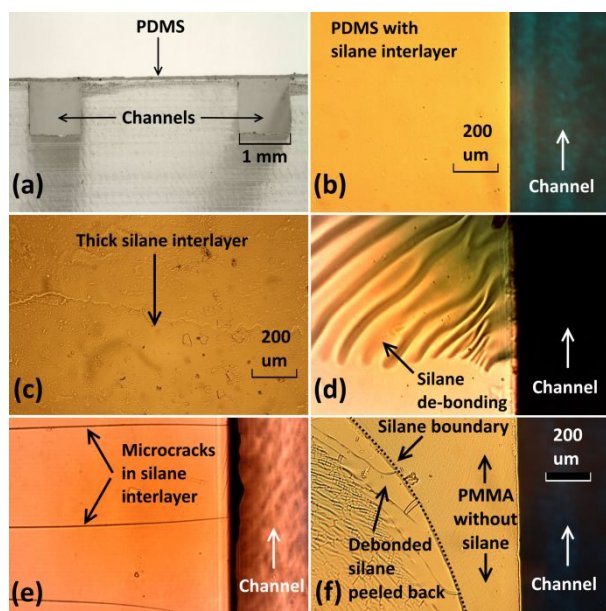 PDMS
Channels
1 mm
(a)
PDMS with
silane interlayer
200
um
Channel
(b)
Thick silane interlayer
200
um
(c)
Silane
de-bonding
Channel
(d)
Microcracks
in silane
interlayer
Channel
(e)
Silane boundary
200
um
PMMA
without
silane
Debonded
silane
peeled back
Channel
(f)